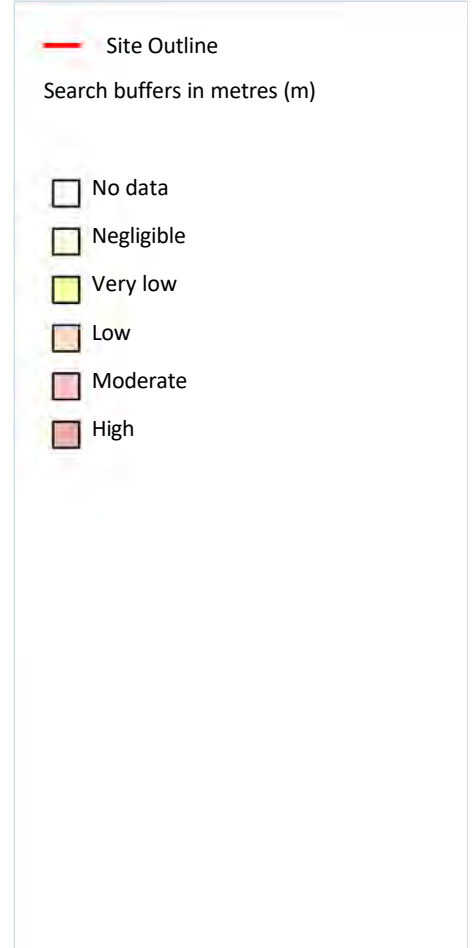 Site Outline
Search buffers in metres (m)
No data
Negligible
Very low
Low
Moderate
High